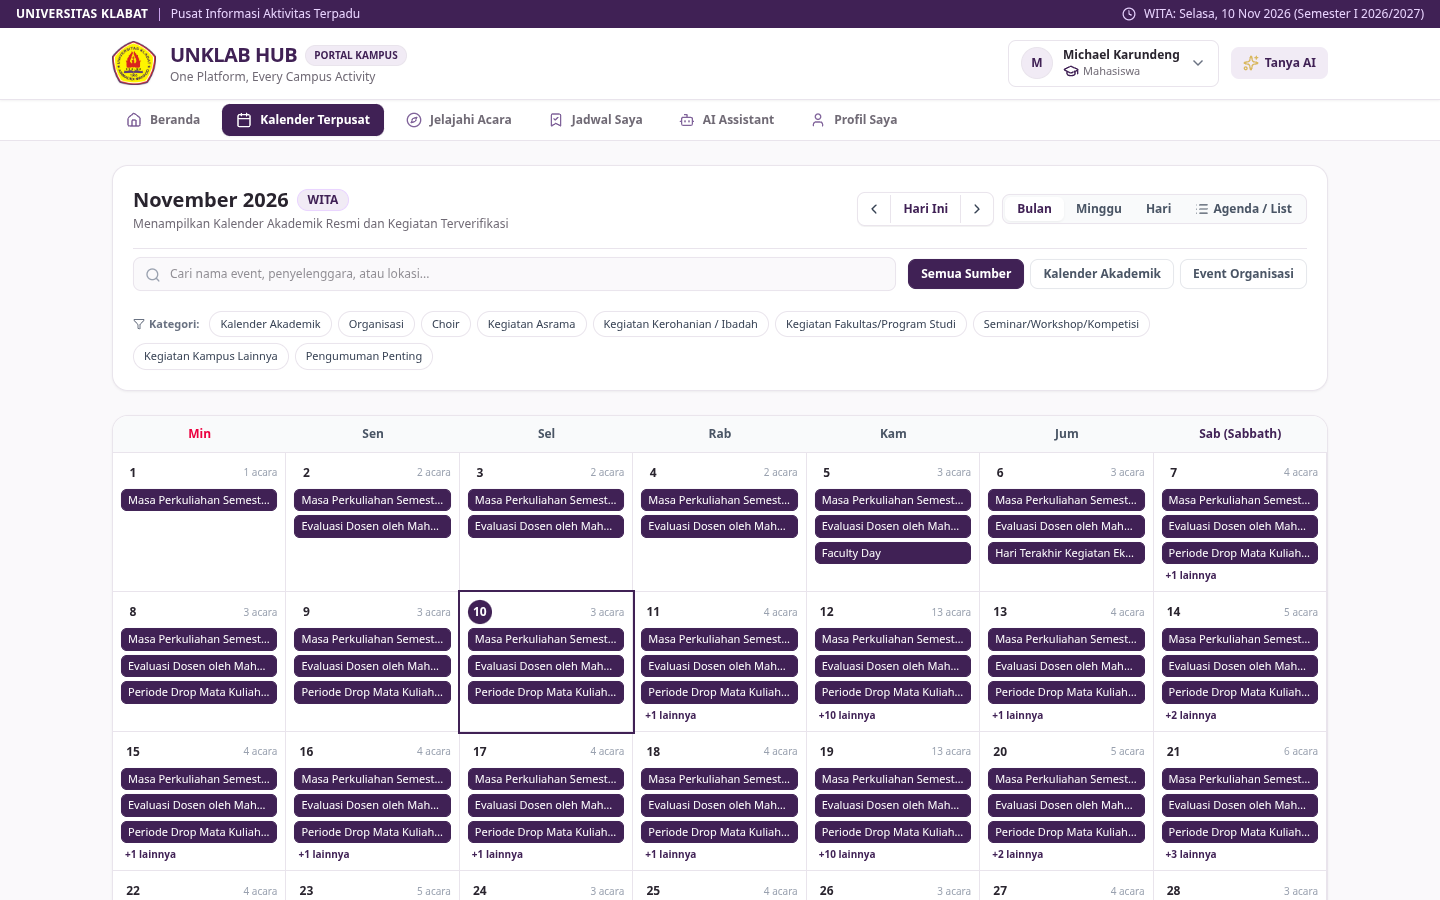 UNIVERSITAS KLABAT | Pusat Informasi Aktivitas Terpadu
WITA: Selasa, 10 Nov 2026 (Semester I 2026/2027)
UNKLAB HUB PORTAL KAMPUS
One Platform, Every Campus Activity
M Michael Karundeng
Mahasiswa
Tanya AI
Beranda Kalender Terpusat Jelajahi Acara Jadwal Saya AI Assistant Profil Saya
November 2026 WITA
Menampilkan Kalender Akademik Resmi dan Kegiatan Terverifikasi
Hari Ini Bulan Minggu Hari Agenda / List
Cari nama event, penyelenggara, atau lokasi...
Semua Sumber Kalender Akademik Event Organisasi
Kategori: Kalender Akademik Organisasi Choir Kegiatan Asrama Kegiatan Kerohanian / Ibadah Kegiatan Fakultas/Program Studi Seminar/Workshop/Kompetisi
Kegiatan Kampus Lainnya Pengumuman Penting
Min Sen Sel Rab Kam Jum Sab (Sabbath)
1 1 acara 2 2 acara 3 2 acara 4 2 acara 5 3 acara 6 3 acara 7 4 acara
Masa Perkuliahan Semest... Masa Perkuliahan Semest... Masa Perkuliahan Semest... Masa Perkuliahan Semest... Masa Perkuliahan Semest... Masa Perkuliahan Semest... Masa Perkuliahan Semest...
Evaluasi Dosen oleh Mah... Evaluasi Dosen oleh Mah... Evaluasi Dosen oleh Mah... Evaluasi Dosen oleh Mah... Evaluasi Dosen oleh Mah... Evaluasi Dosen oleh Mah...
Faculty Day Hari Terakhir Kegiatan Ek... Periode Drop Mata Kuliah...
+1 lainnya
8 3 acara 9 3 acara 10 3 acara 11 4 acara 12 13 acara 13 4 acara 14 5 acara
Masa Perkuliahan Semest... Masa Perkuliahan Semest... Masa Perkuliahan Semest... Masa Perkuliahan Semest... Masa Perkuliahan Semest... Masa Perkuliahan Semest... Masa Perkuliahan Semest...
Evaluasi Dosen oleh Mah... Evaluasi Dosen oleh Mah... Evaluasi Dosen oleh Mah... Evaluasi Dosen oleh Mah... Evaluasi Dosen oleh Mah... Evaluasi Dosen oleh Mah... Evaluasi Dosen oleh Mah...
Periode Drop Mata Kuliah... Periode Drop Mata Kuliah... Periode Drop Mata Kuliah... Periode Drop Mata Kuliah... Periode Drop Mata Kuliah... Periode Drop Mata Kuliah... Periode Drop Mata Kuliah...
+1 lainnya +10 lainnya +1 lainnya +2 lainnya
15 4 acara 16 4 acara 17 4 acara 18 4 acara 19 13 acara 20 5 acara 21 6 acara
Masa Perkuliahan Semest... Masa Perkuliahan Semest... Masa Perkuliahan Semest... Masa Perkuliahan Semest... Masa Perkuliahan Semest... Masa Perkuliahan Semest... Masa Perkuliahan Semest...
Evaluasi Dosen oleh Mah... Evaluasi Dosen oleh Mah... Evaluasi Dosen oleh Mah... Evaluasi Dosen oleh Mah... Evaluasi Dosen oleh Mah... Evaluasi Dosen oleh Mah... Evaluasi Dosen oleh Mah...
Periode Drop Mata Kuliah... Periode Drop Mata Kuliah... Periode Drop Mata Kuliah... Periode Drop Mata Kuliah... Periode Drop Mata Kuliah... Periode Drop Mata Kuliah... Periode Drop Mata Kuliah...
+1 lainnya +1 lainnya +1 lainnya +1 lainnya +10 lainnya +2 lainnya +3 lainnya
22 4 acara 23 5 acara 24 3 acara 25 4 acara 26 3 acara 27 4 acara 28 3 acara